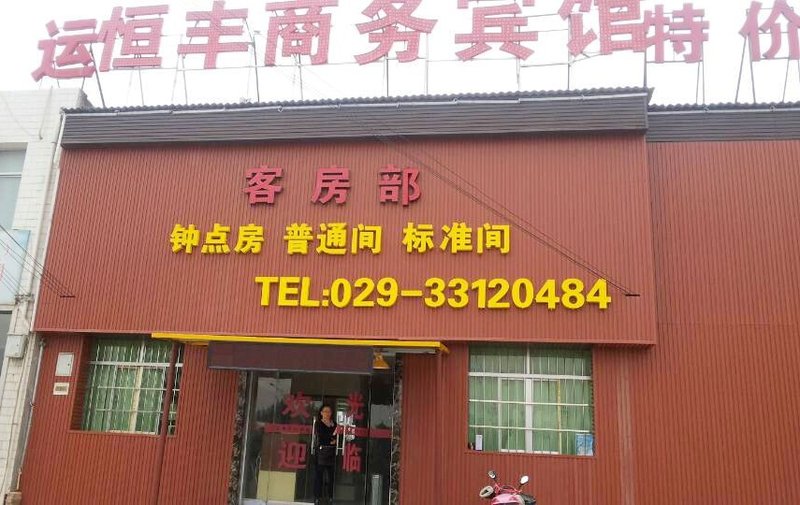 运恒丰商务宾馆特价
客房部
钟点房 普通间 标准间
TEL:029-33120484
欢 光
迎 临